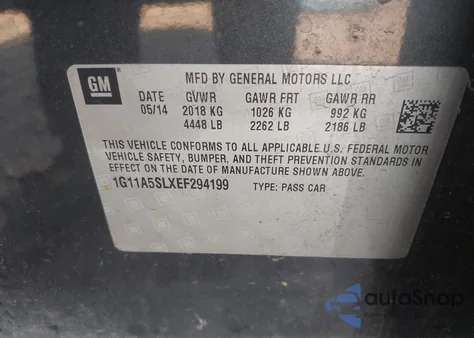 GM
MFD BY GENERAL MOTORS LLC
DATE GVWR GAWR FRT GAWR RR
05/14 2018 KG 1026 KG 992 KG
4448 LB 2262 LB 2186 LB
THIS VEHICLE CONFORMS TO ALL APPLICABLE U.S. FEDERAL MOTOR
VEHICLE SAFETY, BUMPER, AND THEFT PREVENTION STANDARDS IN
EFFECT ON THE DATE OF MANUFACTURE SHOWN ABOVE.
1G11A5SLXEF294199 TYPE: PASS CAR
autoSnap